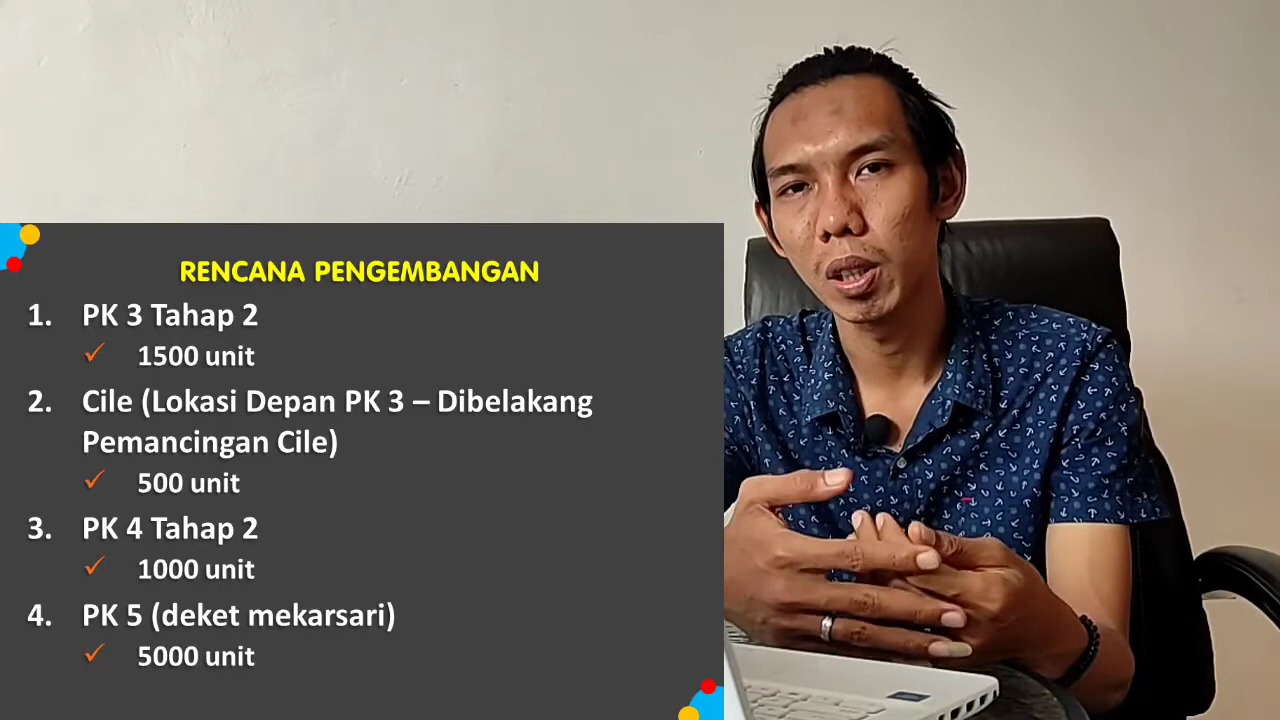 RENCANA PENGEMBANGAN
1. PK 3 Tahap 2
✓ 1500 unit
2. Cile (Lokasi Depan PK 3 – Dibelakang
Pemancingan Cile)
✓ 500 unit
3. PK 4 Tahap 2
✓ 1000 unit
4. PK 5 (deket mekarsari)
✓ 5000 unit